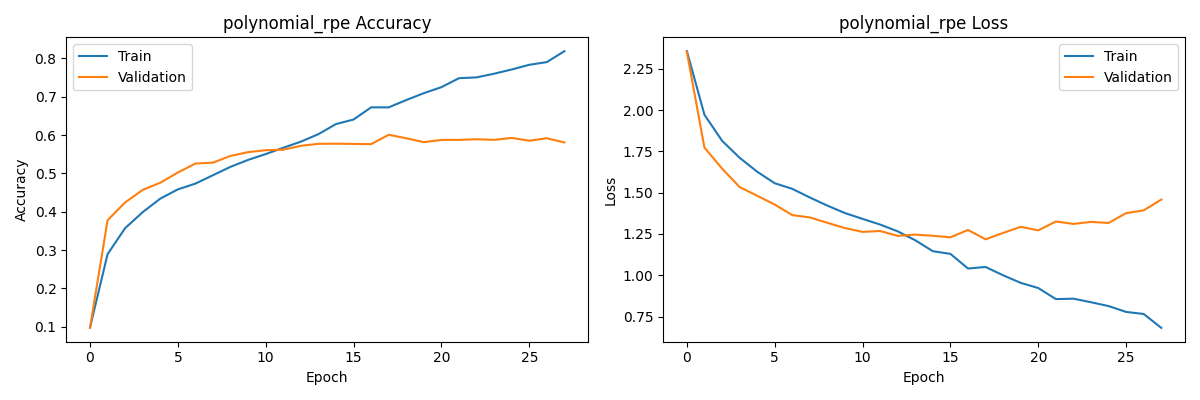 polynomial_rpe Accuracy
Train
Validation
Accuracy
0.8
0.7
0.6
0.5
0.4
0.3
0.2
0.1
0 5 10 15 20 25
Epoch
polynomial_rpe Loss
Train
Validation
Loss
2.25
2.00
1.75
1.50
1.25
1.00
0.75
0 5 10 15 20 25
Epoch